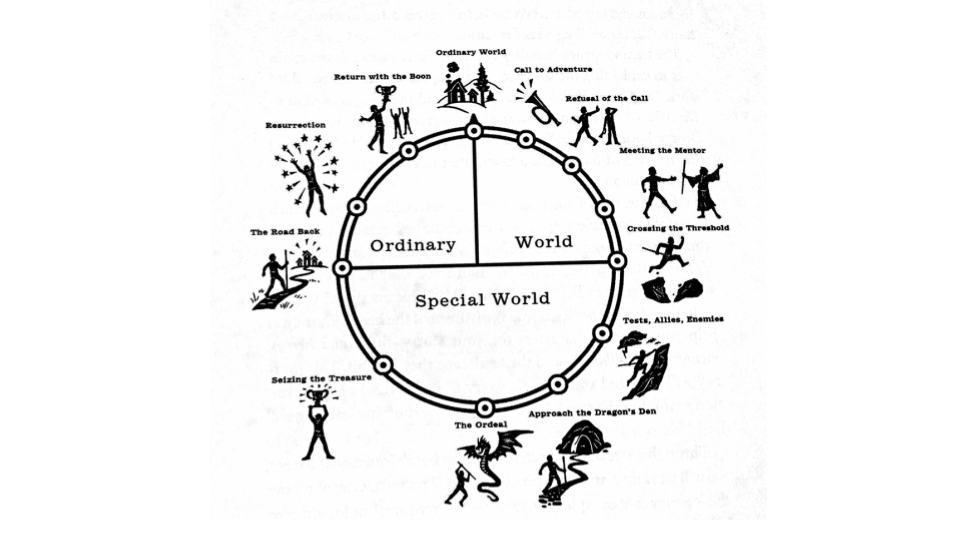 Ordinary World
Call to Adventure
Refusal of the Call
Meeting the Mentor
Crossing the Threshold
Tests, Allies, Enemies
Approach the Dragon's Den
The Ordeal
Seizing the Treasure
The Road Back
Resurrection
Return with the Boon
Ordinary World
Special World